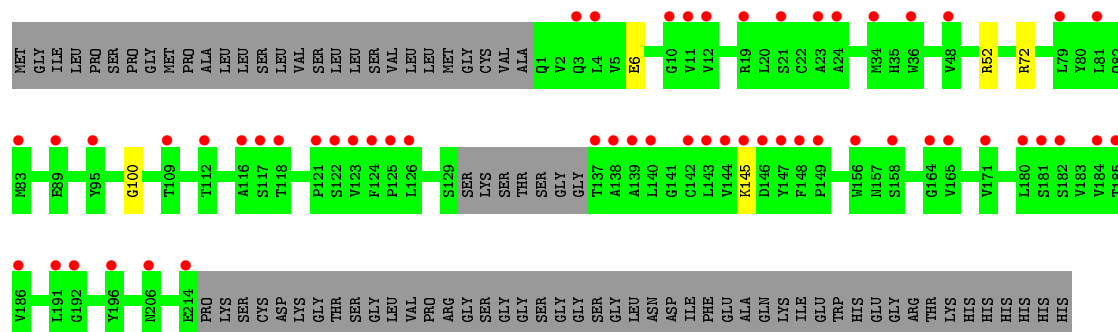 MET GLY ILE LEU PRO SER PRO GLY MET PRO ALA LEU LEU SER LEU VAL SER LEU LEU SER VAL LEU LEU MET GLY CYS VAL ALA Q1 V2 Q3 L4 V5 E6 G10 V11 V12 R19 L20 S21 C22 A23 A24 M34 H35 W36 V48 R52 R72 L79 Y80 L81 Q82
M83 E89 Y95 G100 T109 T112 A116 S117 T118 P121 S122 V123 F124 P125 L126 S129 SER LYS SER THR SER GLY GLY T137 A138 A139 L140 G141 C142 L143 V144 K145 D146 Y147 F148 P149 W156 N157 S158 G164 V165 V171 L180 S181 S182 V183 V184 T185
V186 L191 G192 Y196 N206 E214 PRO LYS SER CYS ASP LYS GLY THR SER GLY LEU VAL PRO ARG GLY SER GLY GLY SER GLY GLY SER GLY LEU ASN ASP ILE PHE GLU ALA GLN LYS ILE GLU TRP HIS GLU GLY ARG THR LYS HIS HIS HIS HIS HIS HIS